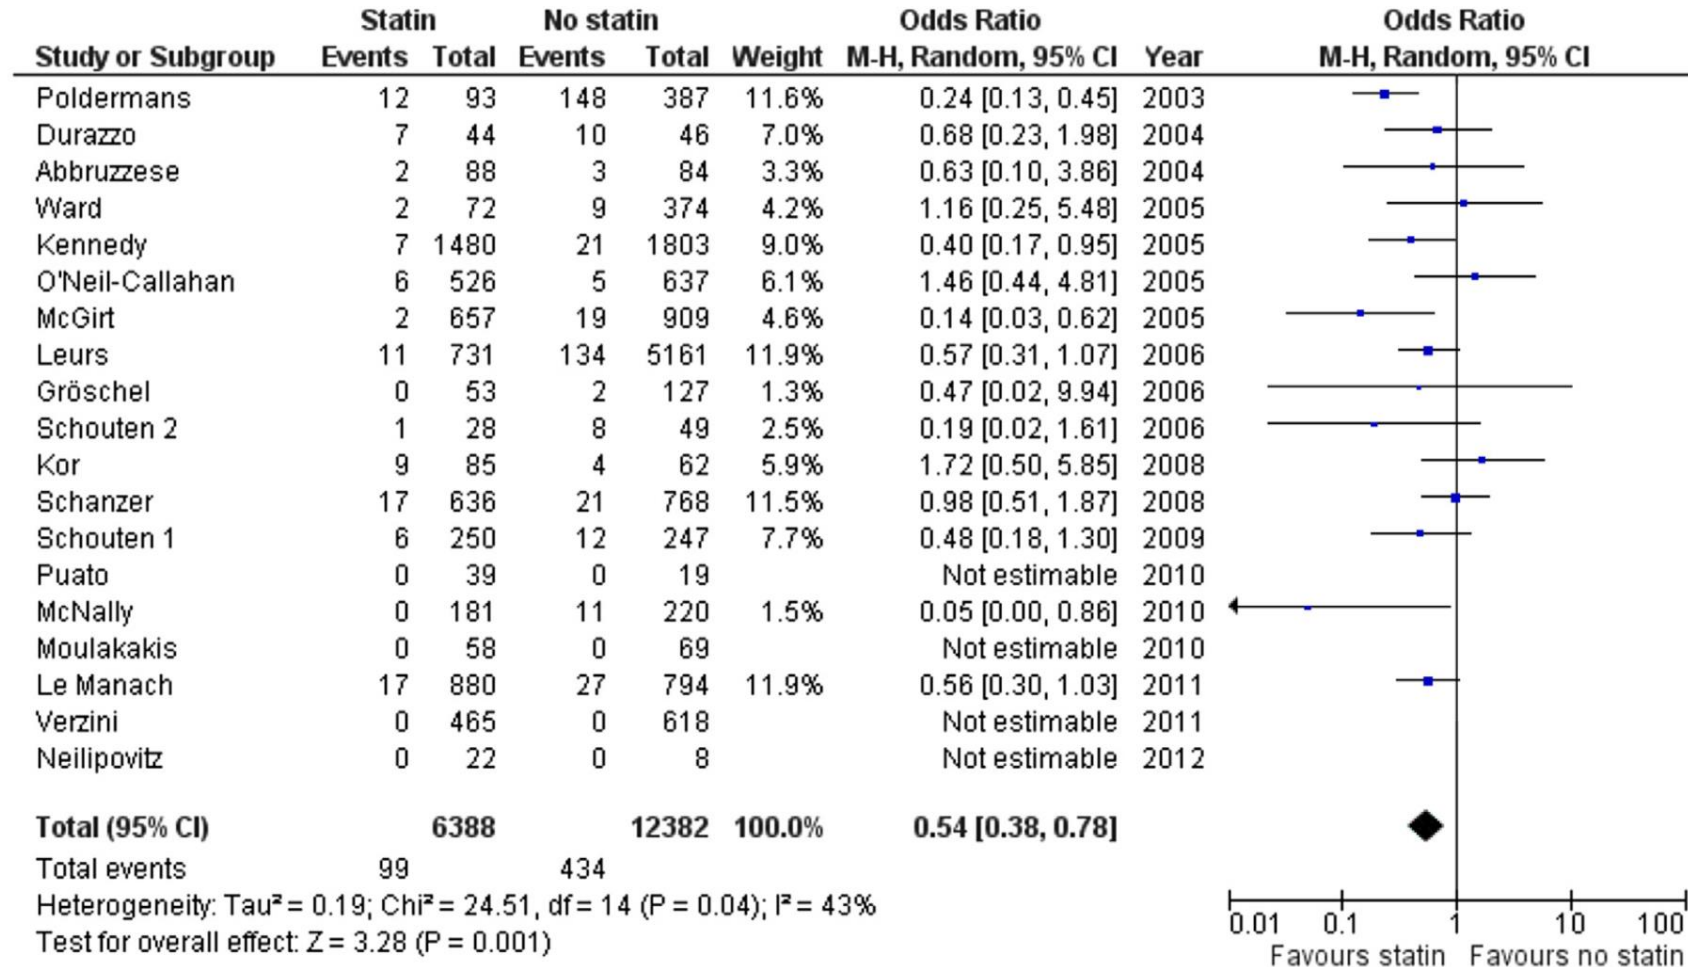 Statin No statin Odds Ratio Odds Ratio
Study or Subgroup Events Total Events Total Weight M-H, Random, 95% CI Year M-H, Random, 95% CI
Poldermans 12 93 148 387 11.6% 0.24 [0.13, 0.45] 2003
Durazzo 7 44 10 46 7.0% 0.68 [0.23, 1.98] 2004
Abbruzzese 2 88 3 84 3.3% 0.63 [0.10, 3.86] 2004
Ward 2 72 9 374 4.2% 1.16 [0.25, 5.48] 2005
Kennedy 7 1480 21 1803 9.0% 0.40 [0.17, 0.95] 2005
O'Neil-Callahan 6 526 5 637 6.1% 1.46 [0.44, 4.81] 2005
McGirt 2 657 19 909 4.6% 0.14 [0.03, 0.62] 2005
Leurs 11 731 134 5161 11.9% 0.57 [0.31, 1.07] 2006
Gröschel 0 53 2 127 1.3% 0.47 [0.02, 9.94] 2006
Schouten 2 1 28 8 49 2.5% 0.19 [0.02, 1.61] 2006
Kor 9 85 4 62 5.9% 1.72 [0.50, 5.85] 2008
Schanzer 17 636 21 768 11.5% 0.98 [0.51, 1.87] 2008
Schouten 1 6 250 12 247 7.7% 0.48 [0.18, 1.30] 2009
Puato 0 39 0 19 Not estimable 2010
McNally 0 181 11 220 1.5% 0.05 [0.00, 0.86] 2010
Moulakakis 0 58 0 69 Not estimable 2010
Le Manach 17 880 27 794 11.9% 0.56 [0.30, 1.03] 2011
Verzini 0 465 0 618 Not estimable 2011
Neilipovitz 0 22 0 8 Not estimable 2012
Total (95% CI) 6388 12382 100.0% 0.54 [0.38, 0.78]
Total events 99 434
Heterogeneity: Tau² = 0.19; Chi² = 24.51, df = 14 (P = 0.04); I² = 43%
Test for overall effect: Z = 3.28 (P = 0.001)
0.01 0.1 1 10 100
Favours statin Favours no statin